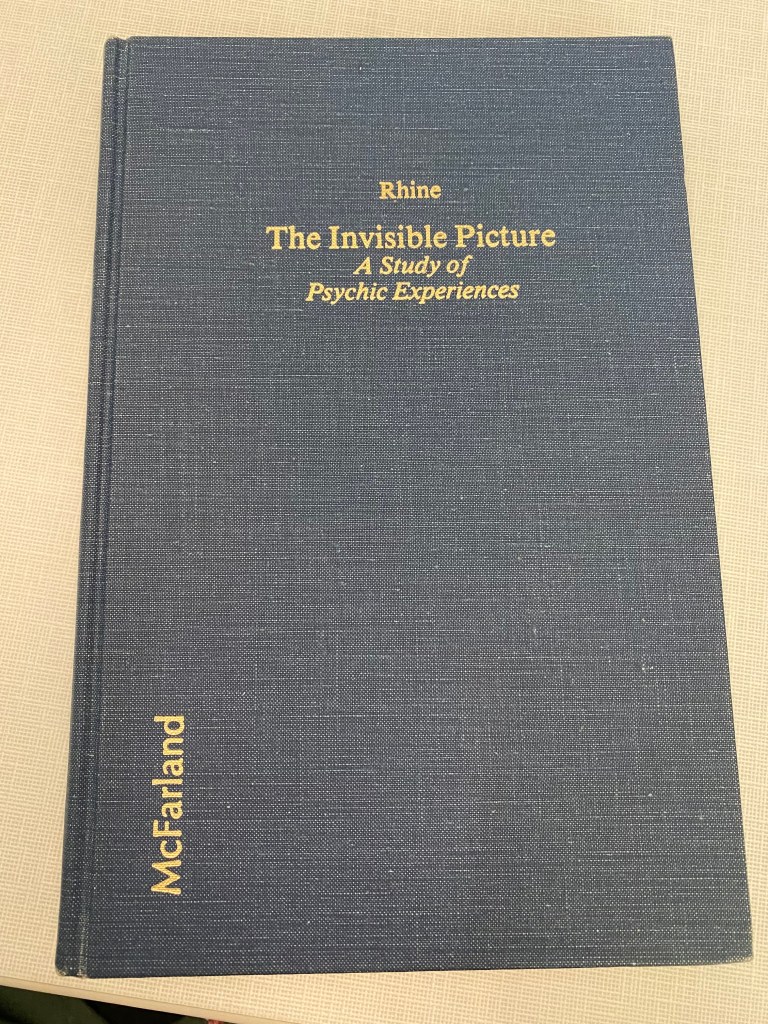 Rhine
The Invisible Picture
A Study of
Psychic Experiences
McFarland